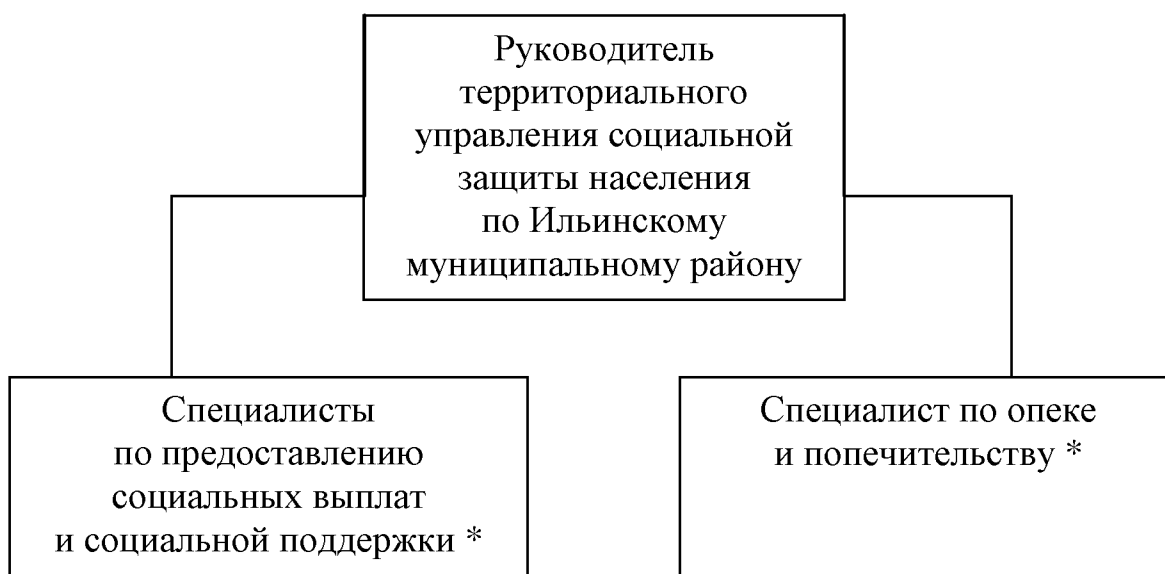 Руководитель
территориального
управления социальной
защиты населения
по Ильинскому
муниципальному району
Специалисты
по предоставлению
социальных выплат
и социальной поддержки *
Специалист по опеке
и попечительству *